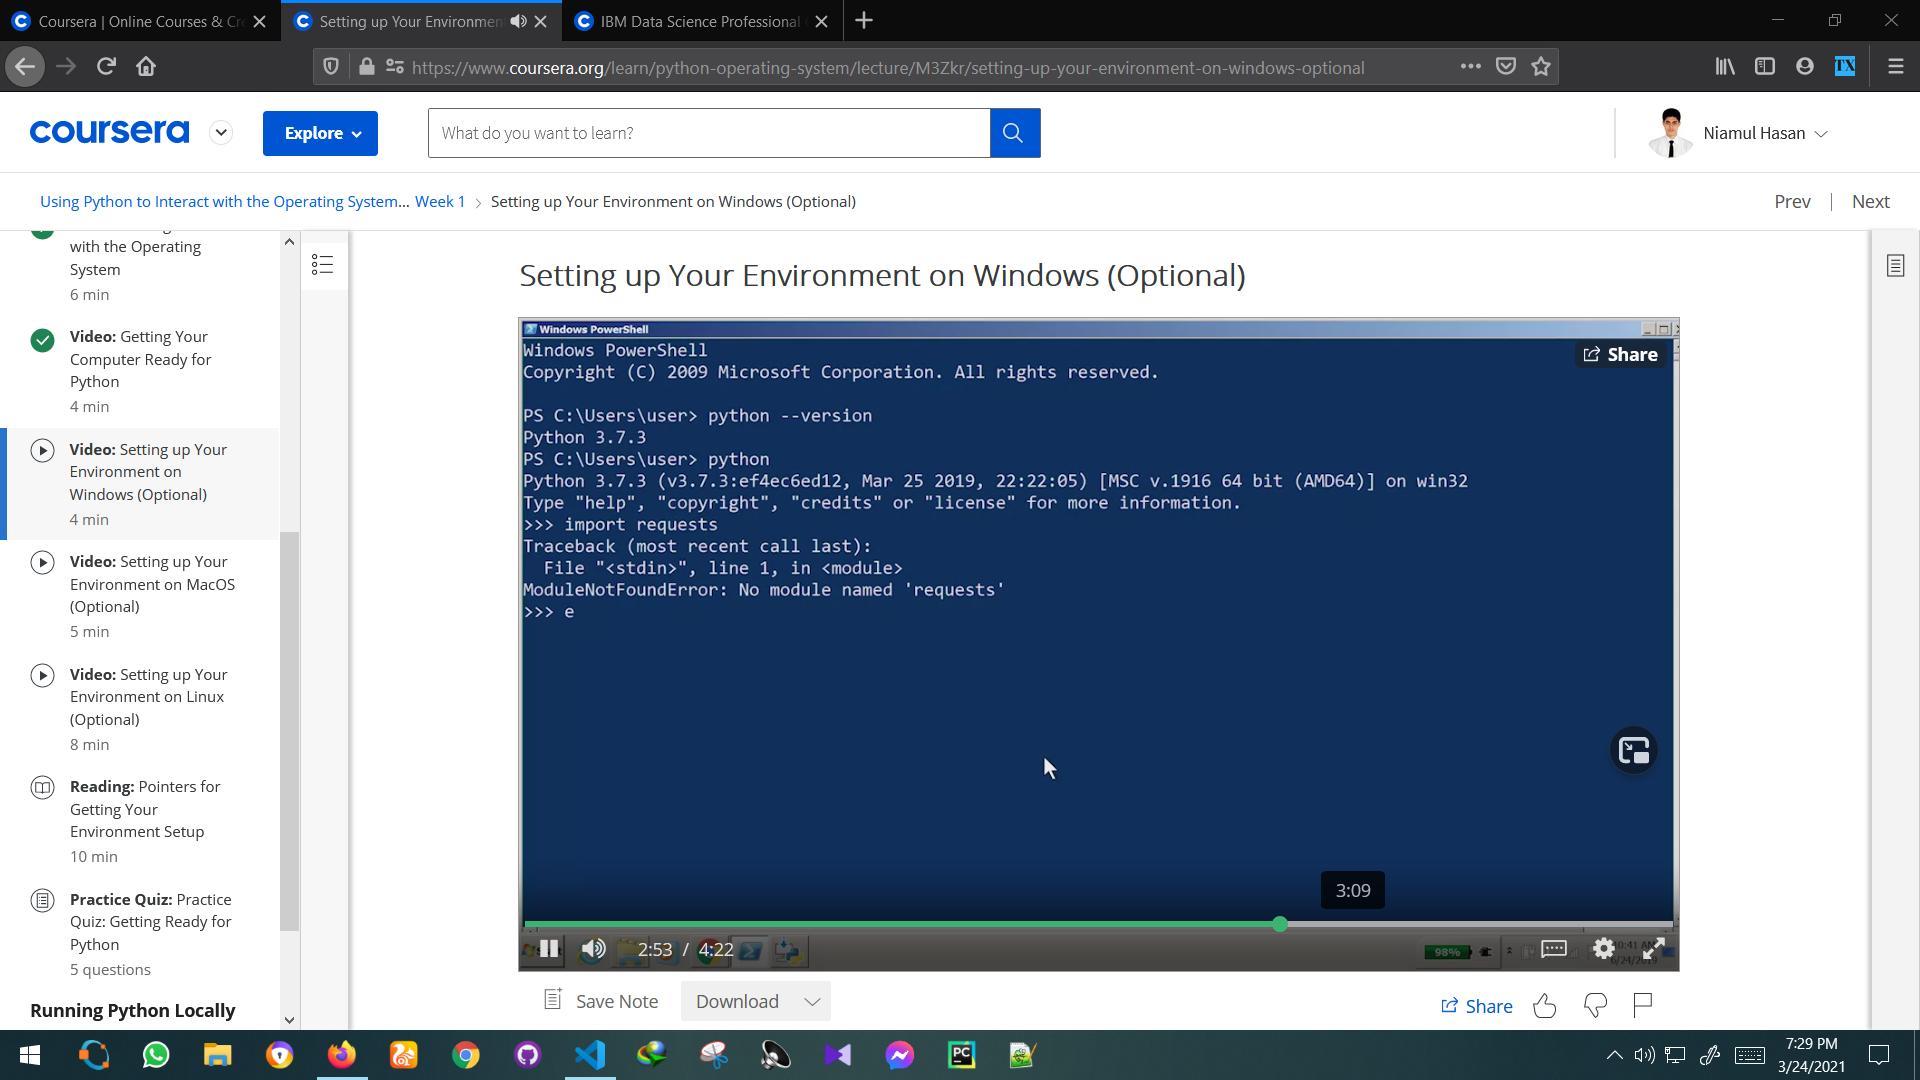 Coursera | Online Courses & Cr
Setting up Your Environmen
IBM Data Science Professional
https://www.coursera.org/learn/python-operating-system/lecture/M3Zkr/setting-up-your-environment-on-windows-optional
TX
coursera
Explore
What do you want to learn?
Niamul Hasan
Using Python to Interact with the Operating System... Week 1 > Setting up Your Environment on Windows (Optional)
Prev | Next
with the Operating
System
6 min
Video: Getting Your
Computer Ready for
Python
4 min
Video: Setting up Your
Environment on
Windows (Optional)
4 min
Video: Setting up Your
Environment on MacOS
(Optional)
5 min
Video: Setting up Your
Environment on Linux
(Optional)
8 min
Reading: Pointers for
Getting Your
Environment Setup
10 min
Practice Quiz: Practice
Quiz: Getting Ready for
Python
5 questions
Running Python Locally
Setting up Your Environment on Windows (Optional)
Windows PowerShell
Share
Windows PowerShell
Copyright (C) 2009 Microsoft Corporation. All rights reserved.
PS C:\Users\user> python --version
Python 3.7.3
PS C:\Users\user> python
Python 3.7.3 (v3.7.3:ef4ec6ed12, Mar 25 2019, 22:22:05) [MSC v.1916 64 bit (AMD64)] on win32
Type "help", "copyright", "credits" or "license" for more information.
>>> import requests
Traceback (most recent call last):
File "<stdin>", line 1, in <module>
ModuleNotFoundError: No module named 'requests'
>>> e
3:09
2:53 / 4:22
98%
10:41 AM
6/24/2019
Save Note
Download
Share
PC
7:29 PM
3/24/2021